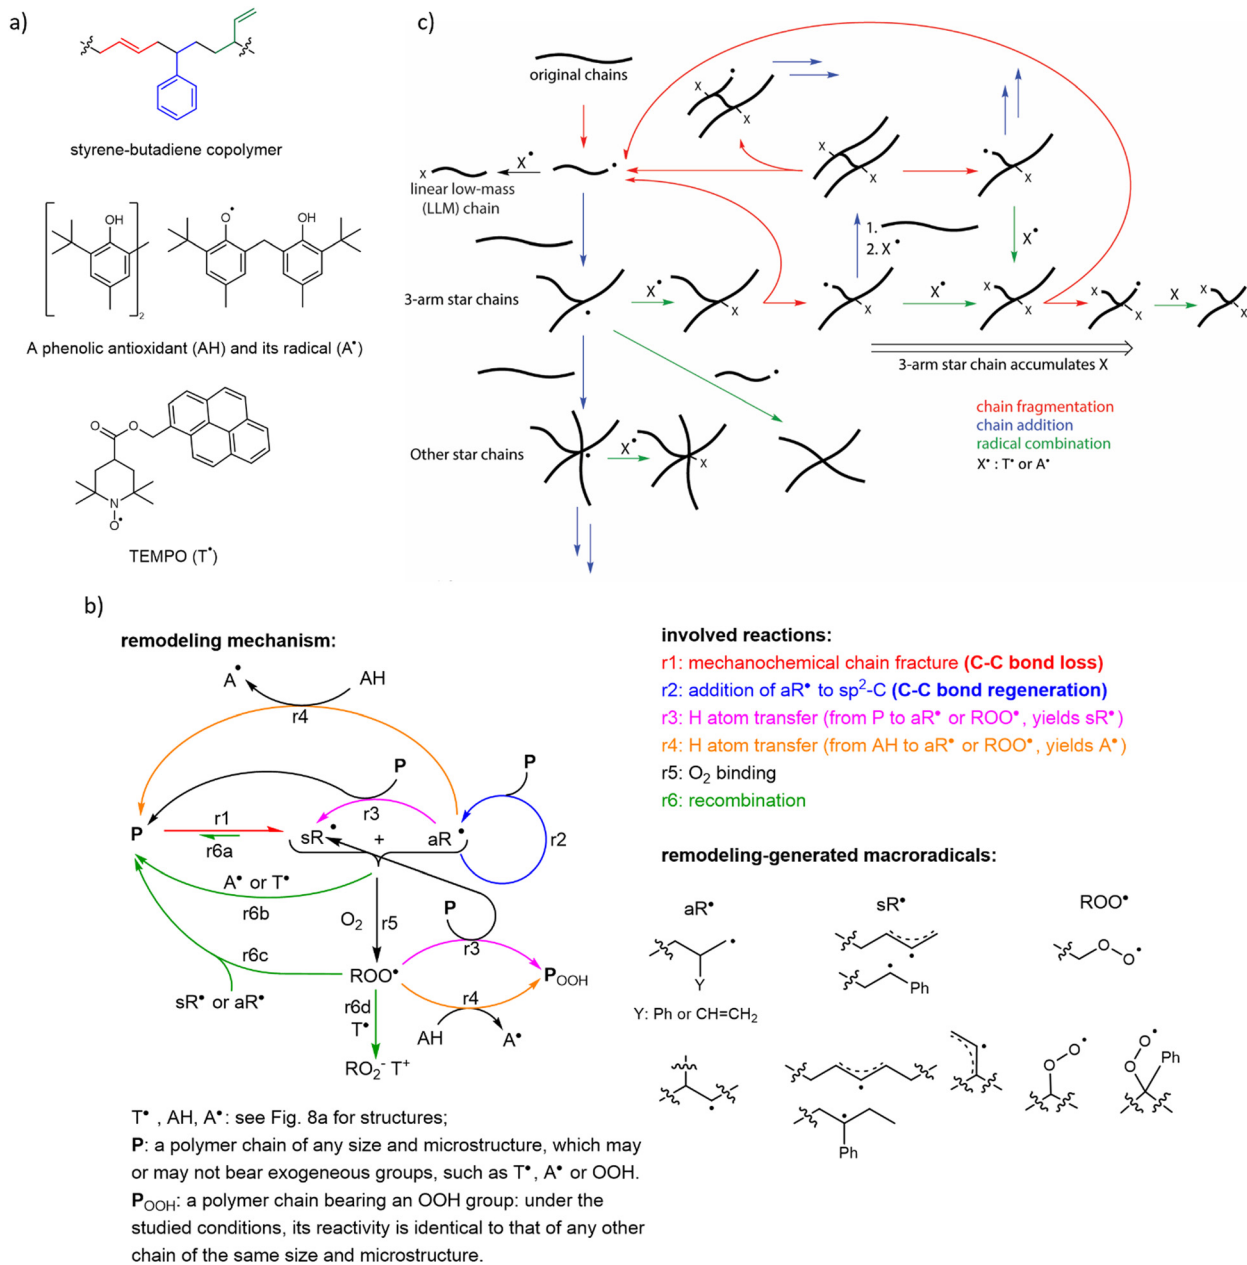 a)
styrene-butadiene copolymer
OH
2
O•
OH
A phenolic antioxidant (AH) and its radical (A•)
O
O
N
O•
TEMPO (T•)
c)
original chains
X•
x
linear low-mass
(LLM) chain
3-arm star chains
X•
x
x
x
x
x
x
1.
2. X•
X•
x
x
X•
x
x
x
x
X
X
x
3-arm star chain accumulates X
Other star chains
X•
x
chain fragmentation
chain addition
radical combination
X• : T• or A•
b)
remodeling mechanism:
A•
AH
r4
P
P
r3
P
r1
r6a
sR•
+
aR•
r2
A• or T•
r6b
O2
r5
P
r3
r6c
ROO•
POOH
sR• or aR•
r6d
T•
r4
AH
A•
RO2- T+
T• , AH, A•: see Fig. 8a for structures;
P: a polymer chain of any size and microstructure, which may
or may not bear exogeneous groups, such as T•, A• or OOH.
POOH: a polymer chain bearing an OOH group: under the
studied conditions, its reactivity is identical to that of any other
chain of the same size and microstructure.
involved reactions:
r1: mechanochemical chain fracture (C-C bond loss)
r2: addition of aR• to sp2-C (C-C bond regeneration)
r3: H atom transfer (from P to aR• or ROO•, yields sR•)
r4: H atom transfer (from AH to aR• or ROO•, yields A•)
r5: O2 binding
r6: recombination
remodeling-generated macroradicals:
aR•
sR•
ROO•
Y
Ph
O
O•
Y: Ph or CH=CH2
Ph
O
O•
O
O•
Ph